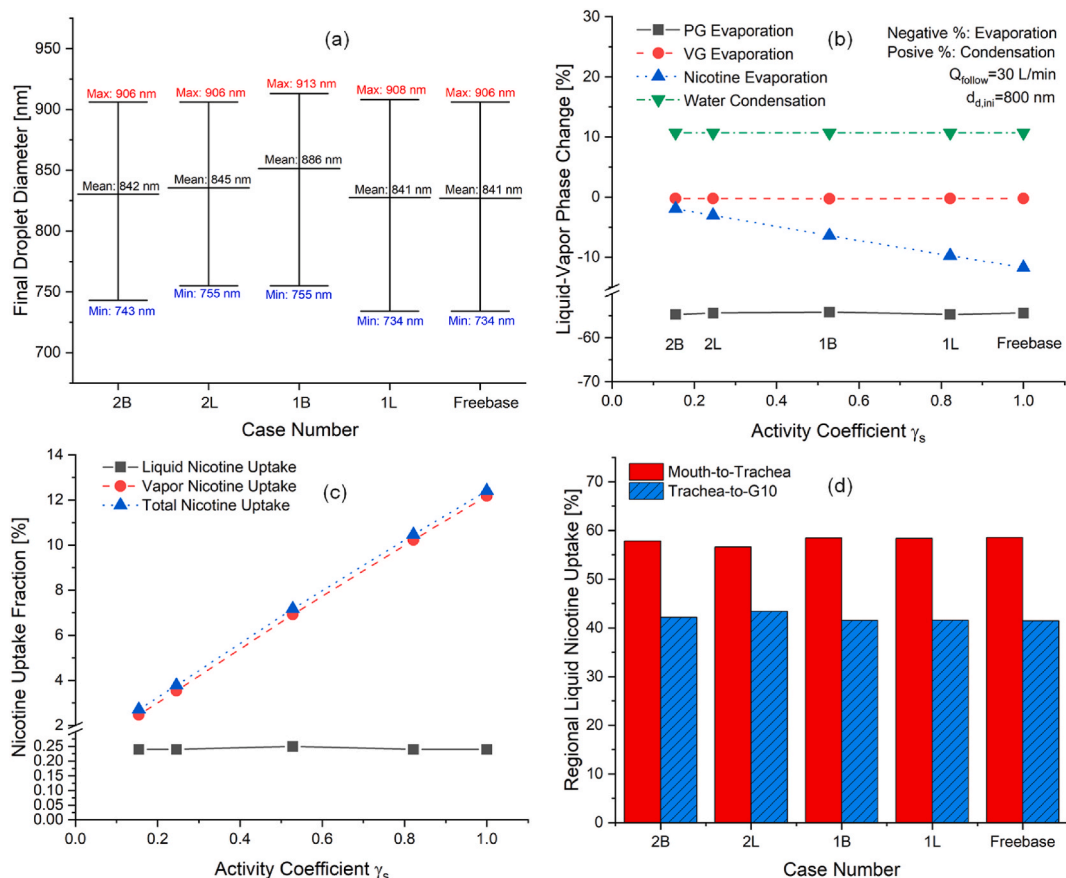 (a)
950
900
850
800
750
700
Final Droplet Diameter [nm]
Max: 906 nm
Max: 906 nm
Max: 913 nm
Max: 908 nm
Max: 906 nm
Mean: 842 nm
Mean: 845 nm
Mean: 886 nm
Mean: 841 nm
Mean: 841 nm
Min: 743 nm
Min: 755 nm
Min: 755 nm
Min: 734 nm
Min: 734 nm
2B
2L
1B
1L
Freebase
Case Number
(b)
PG Evaporation
VG Evaporation
Nicotine Evaporation
Water Condensation
Negative %: Evaporation
Posive %: Condensation
Qfollow=30 L/min
dd,ini=800 nm
30
20
10
0
-10
-60
-70
Liquid-Vapor Phase Change [%]
2B
2L
1B
1L
Freebase
0.0
0.2
0.4
0.6
0.8
1.0
Activity Coefficient γs
(c)
Liquid Nicotine Uptake
Vapor Nicotine Uptake
Total Nicotine Uptake
14
12
10
8
6
4
2
0.25
0.20
0.15
0.10
0.05
0.00
Nicotine Uptake Fraction [%]
0.0
0.2
0.4
0.6
0.8
1.0
Activity Coefficient γs
(d)
Mouth-to-Trachea
Trachea-to-G10
70
60
50
40
30
20
10
0
Regional Liquid Nicotine Uptake [%]
2B
2L
1B
1L
Freebase
Case Number